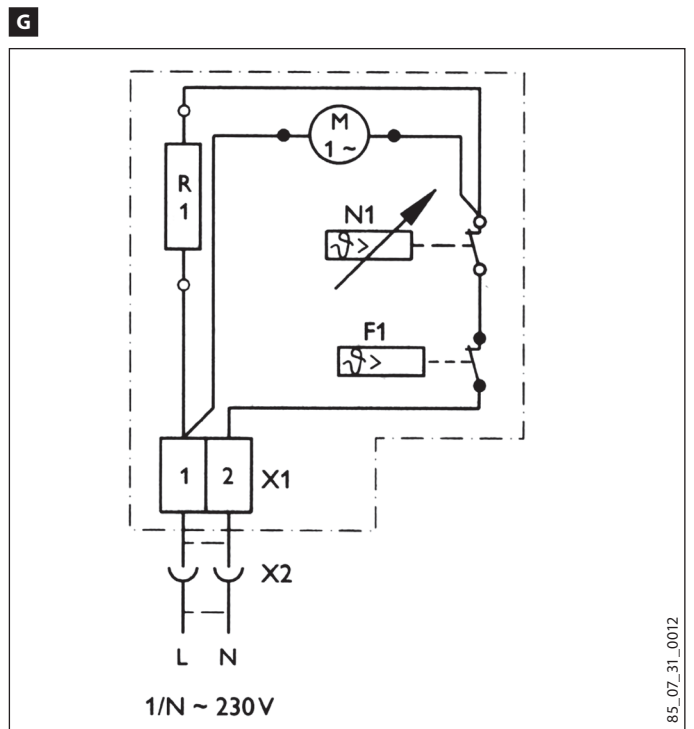 G
M
1 ~
R
1
N1
ϑ>
F1
ϑ>
1 2 X1
X2
L N
1/N ~ 230 V
85_07_31_0012